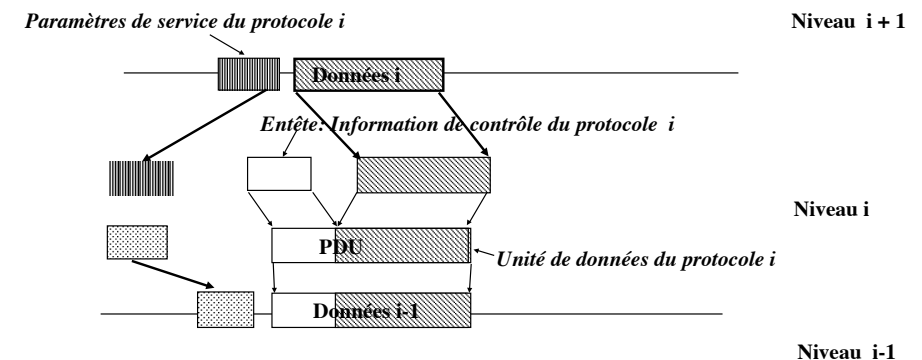 Paramètres de service du protocole i
Niveau i + 1
Données i
Entête: Information de contrôle du protocole i
Niveau i
PDU
Unité de données du protocole i
Données i-1
Niveau i-1